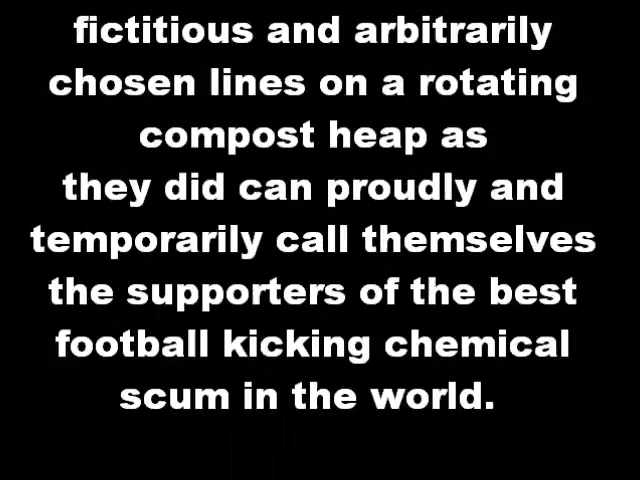 fictitious and arbitrarily
chosen lines on a rotating
compost heap as
they did can proudly and
temporarily call themselves
the supporters of the best
football kicking chemical
scum in the world.